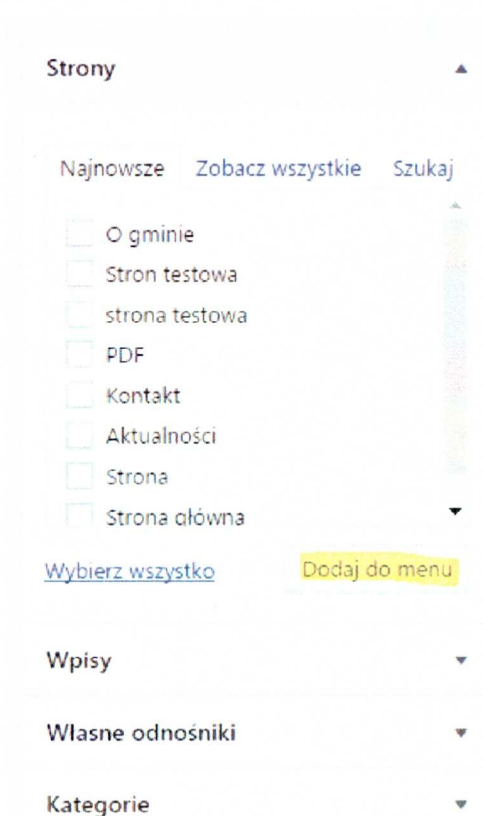 Strony
Najnowsze Zobacz wszystkie Szukaj
O gminie
Stron testowa
strona testowa
PDF
Kontakt
Aktualności
Strona
Strona główna
Wybierz wszystko Dodaj do menu
Wpisy
Własne odnośniki
Kategorie